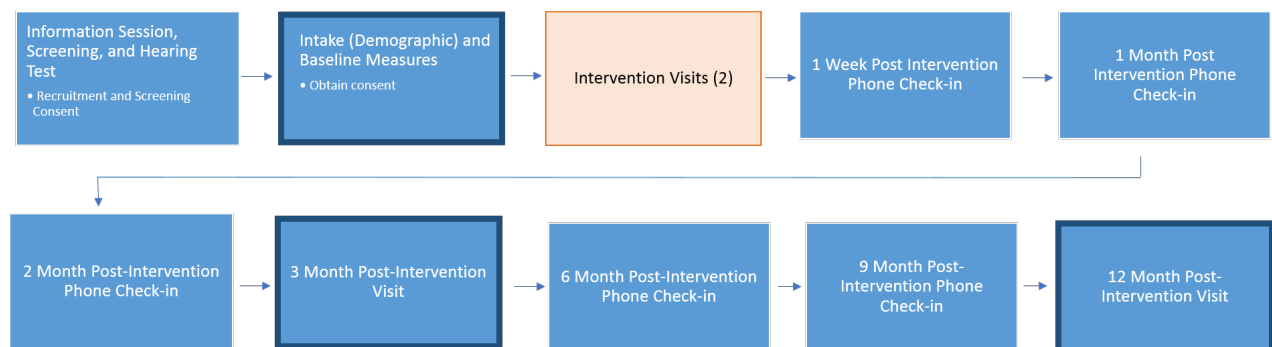 Information Session,
Screening, and Hearing
Test
• Recruitment and Screening
Consent
Intake (Demographic) and
Baseline Measures
• Obtain consent
Intervention Visits (2)
1 Week Post Intervention
Phone Check-in
1 Month Post
Intervention Phone
Check-in
2 Month Post-Intervention
Phone Check-in
3 Month Post-Intervention
Visit
6 Month Post-Intervention
Phone Check-in
9 Month Post-
Intervention Phone
Check-in
12 Month Post-
Intervention Visit